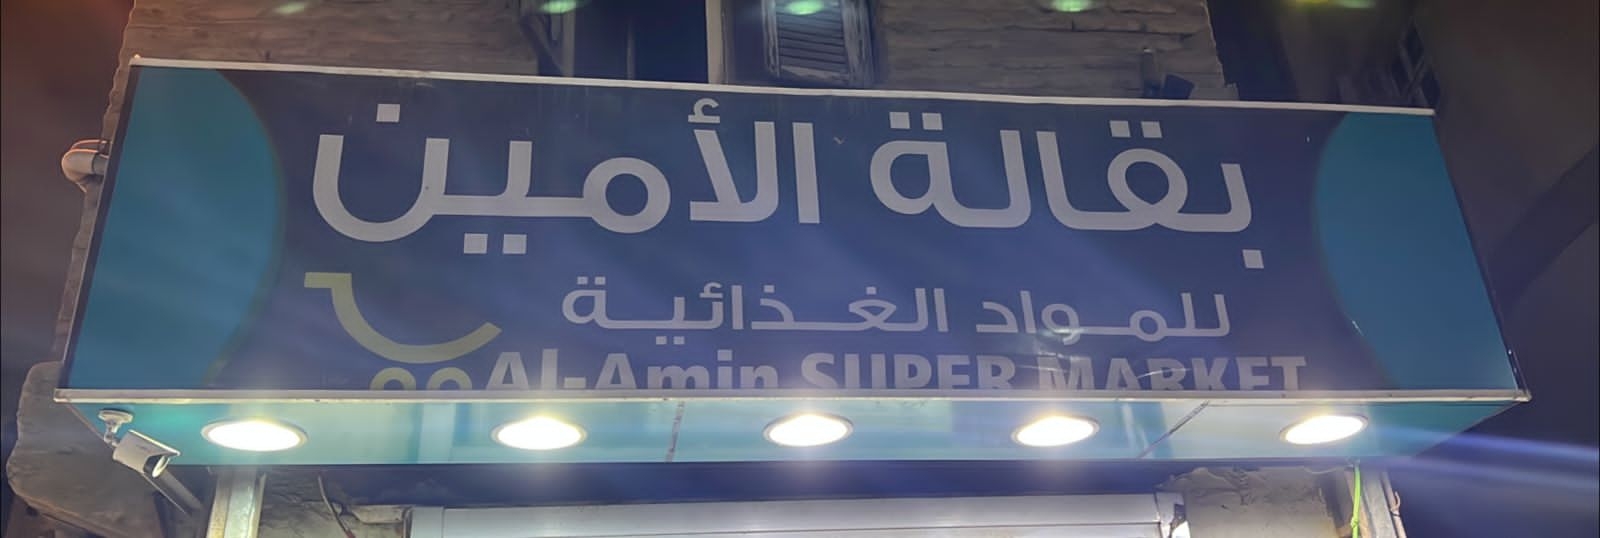 بقالة الأمين
للمواد الغذائية
Al-Amin SUPER MARKET